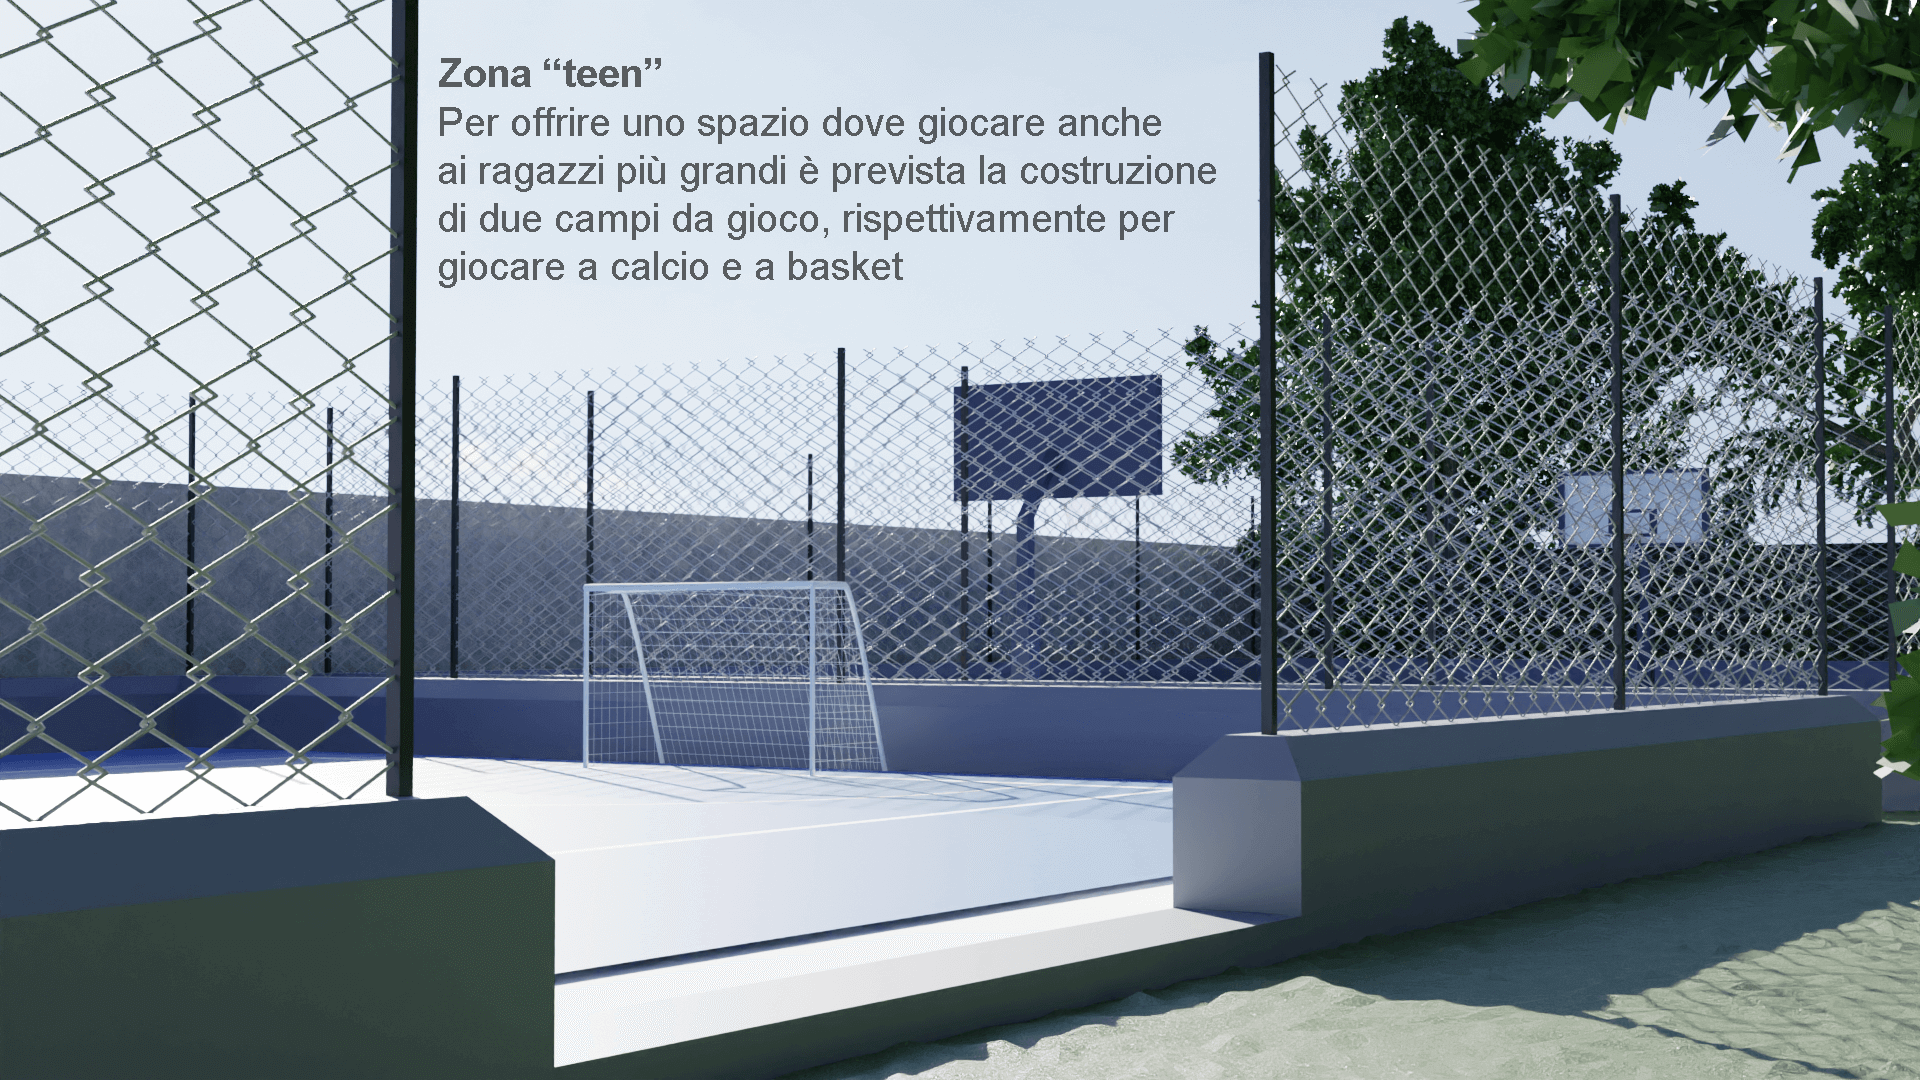 Zona “teen”
Per offrire uno spazio dove giocare anche
ai ragazzi più grandi è prevista la costruzione
di due campi da gioco, rispettivamente per
giocare a calcio e a basket